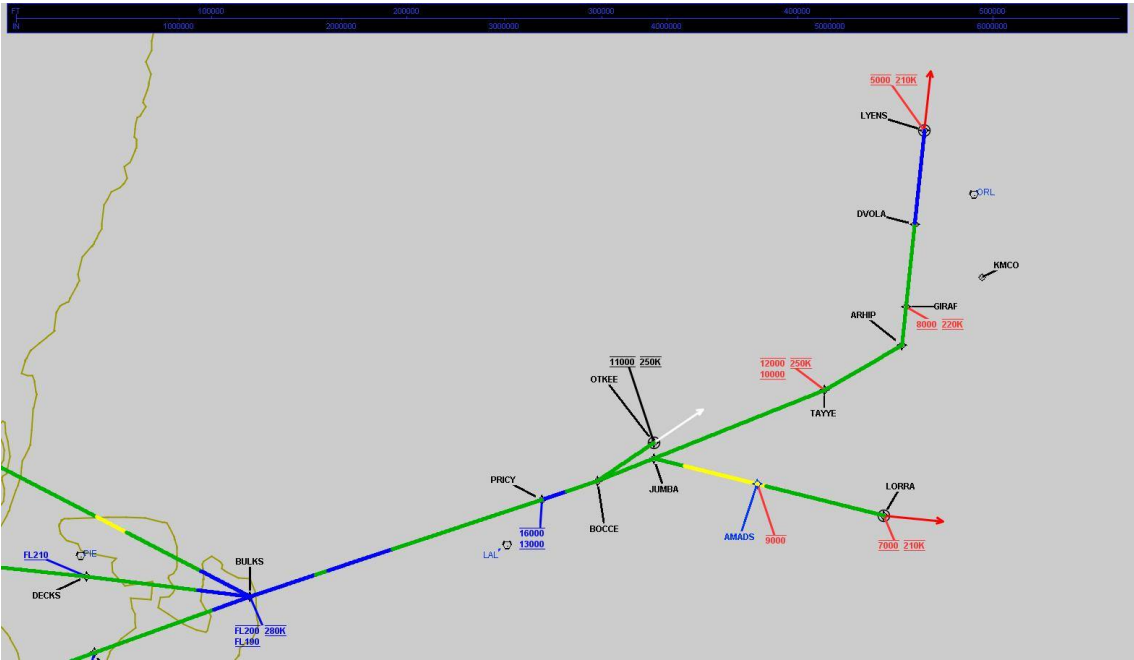 FT 100000 200000 300000 400000 500000
IN 1000000 2000000 3000000 4000000 5000000 6000000
5000 210K
LYENS
ORL
DVOLA
KMCO
GIRAF
ARHIP
8000 220K
11000 250K
12000 250K
10000
OTKEE
TAYYE
PRICY
JUMBA
LORRA
BOCCE
16000
13000
AMADS
9000
7000 210K
LAL
FL210
PIE
BULKS
DECKS
FL200 280K
FL190